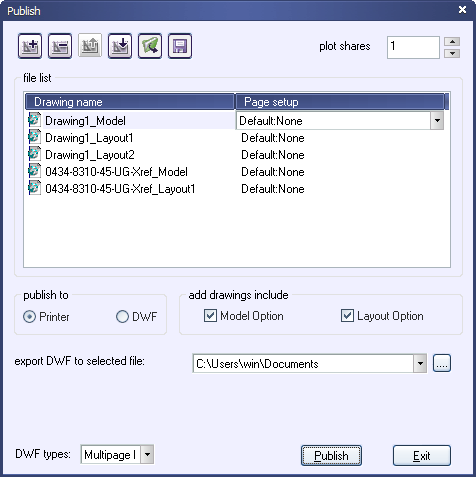 Publish
plot shares 1
file list
Drawing name Page setup
Drawing1_Model Default:None
Drawing1_Layout1 Default:None
Drawing1_Layout2 Default:None
0434-8310-45-UG-Xref_Model Default:None
0434-8310-45-UG-Xref_Layout1 Default:None
publish to add drawings include
Printer DWF Model Option Layout Option
export DWF to selected file: C:\Users\win\Documents ....
DWF types: Multipage Publish Exit